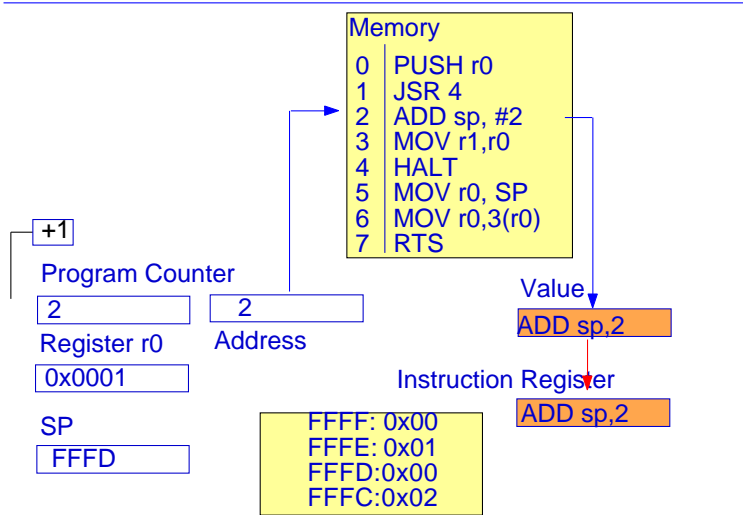 Memory
0 PUSH r0
1 JSR 4
2 ADD sp, #2
3 MOV r1,r0
4 HALT
5 MOV r0, SP
6 MOV r0,3(r0)
7 RTS
+1
Program Counter
2
2
Address
Register r0
0x0001
SP
FFFD
Value
ADD sp,2
Instruction Register
ADD sp,2
FFFF: 0x00
FFFE: 0x01
FFFD:0x00
FFFC:0x02